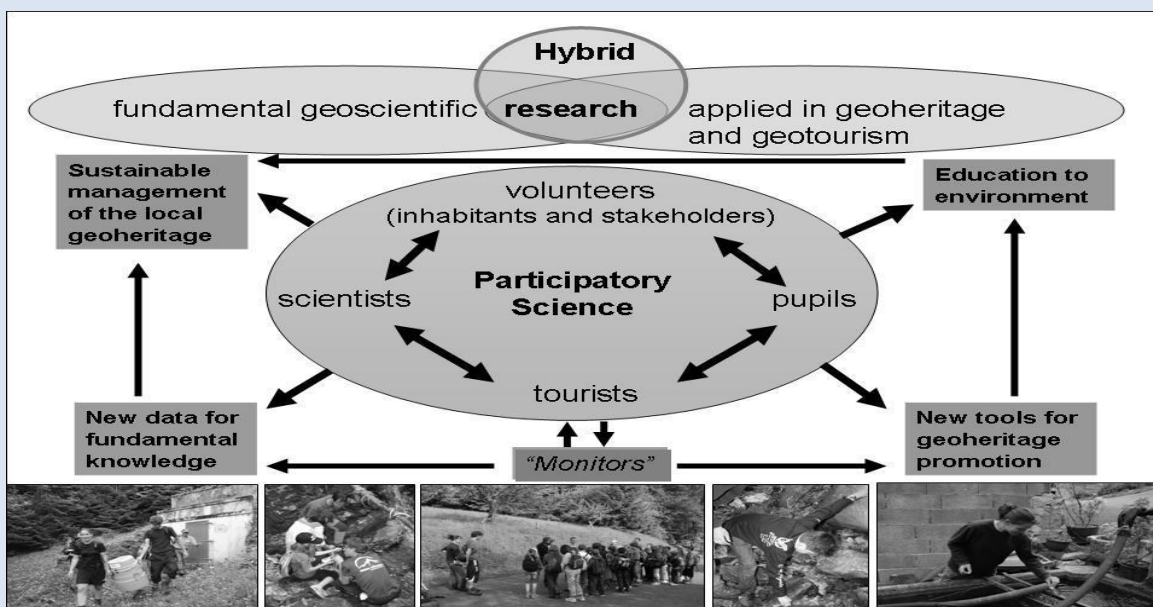 Hybrid
fundamental geoscientific research applied in geoheritage
and geotourism
Sustainable
management
of the local
geoheritage
Education to
environment
volunteers
(inhabitants and stakeholders)
scientists
Participatory
Science
pupils
tourists
New data for
fundamental
knowledge
"Monitors"
New tools for
geoheritage
promotion